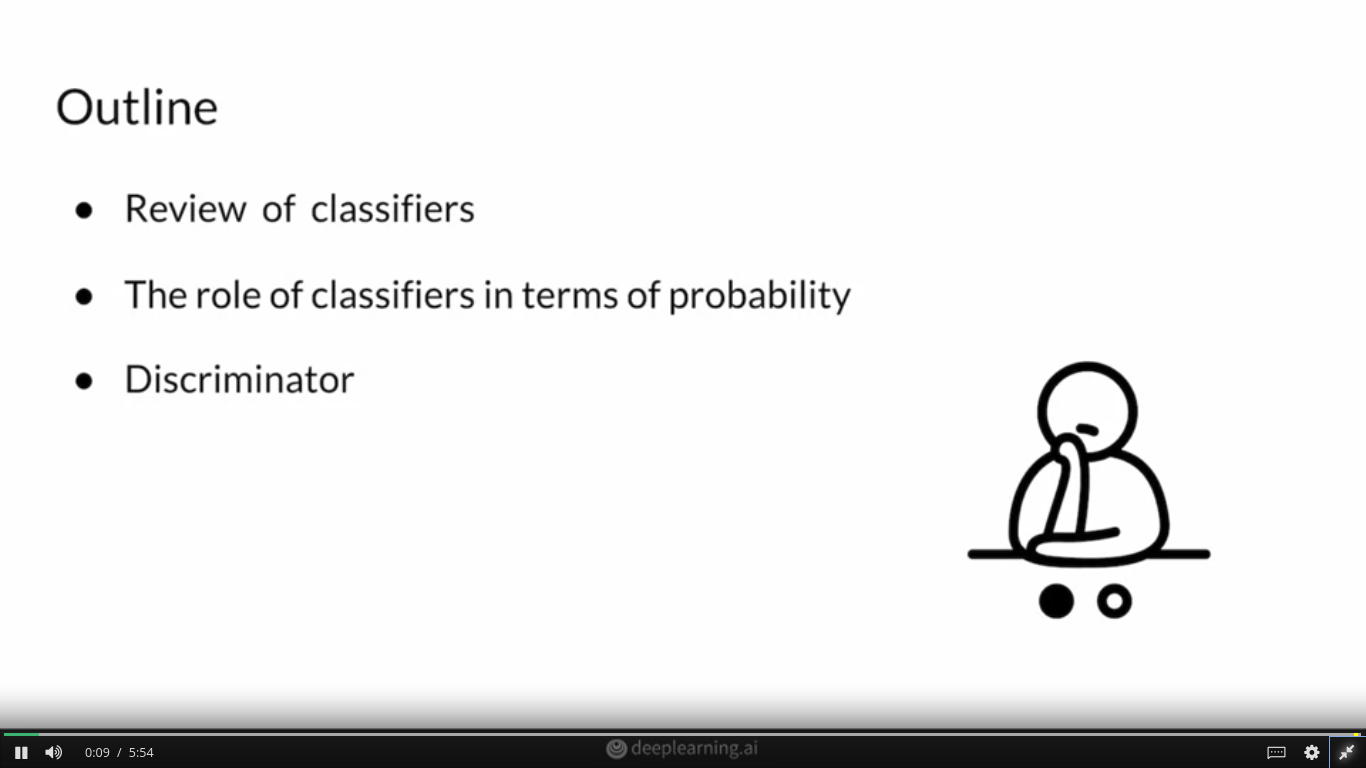 Outline
● Review of classifiers
● The role of classifiers in terms of probability
● Discriminator
0:09 / 5:54
deeplearning.ai